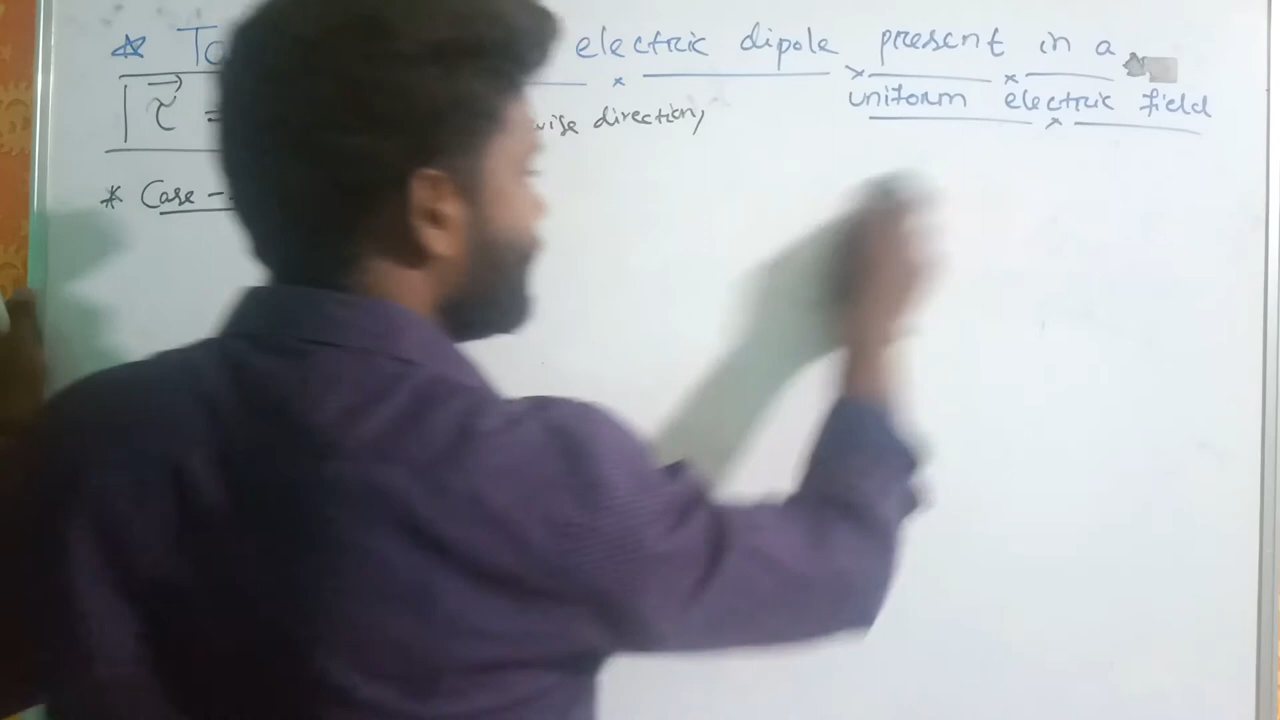 * To electric dipole present in a
uniform electric field
τ = wise direction,
* Case -